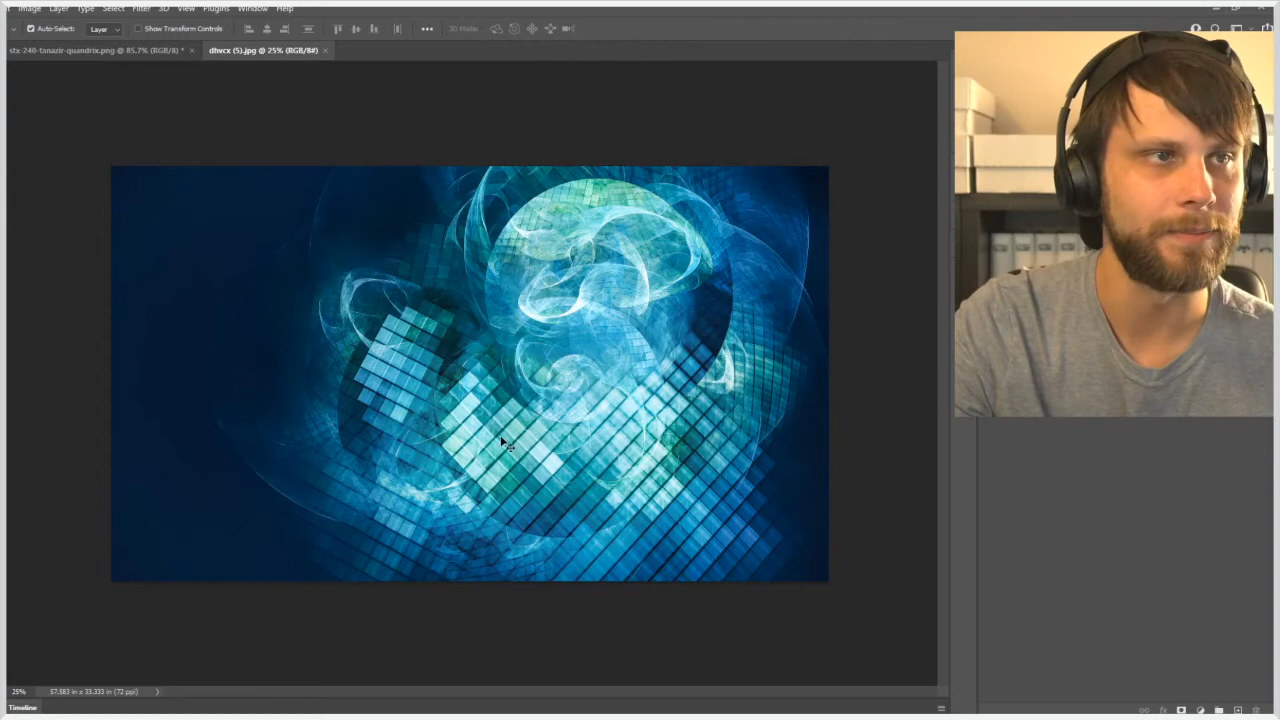 Image Layer Type Select Filter 3D View Plugins Window Help
Auto-Select: Layer Show Transform Controls 3D Mode:
stx-240-tanazir-quandrix.png @ 85.7% (RGB/8) * × dhvcx (5).jpg @ 25% (RGB/8#) ×
25% 57.583 in x 33.333 in (72 ppi)
Timeline